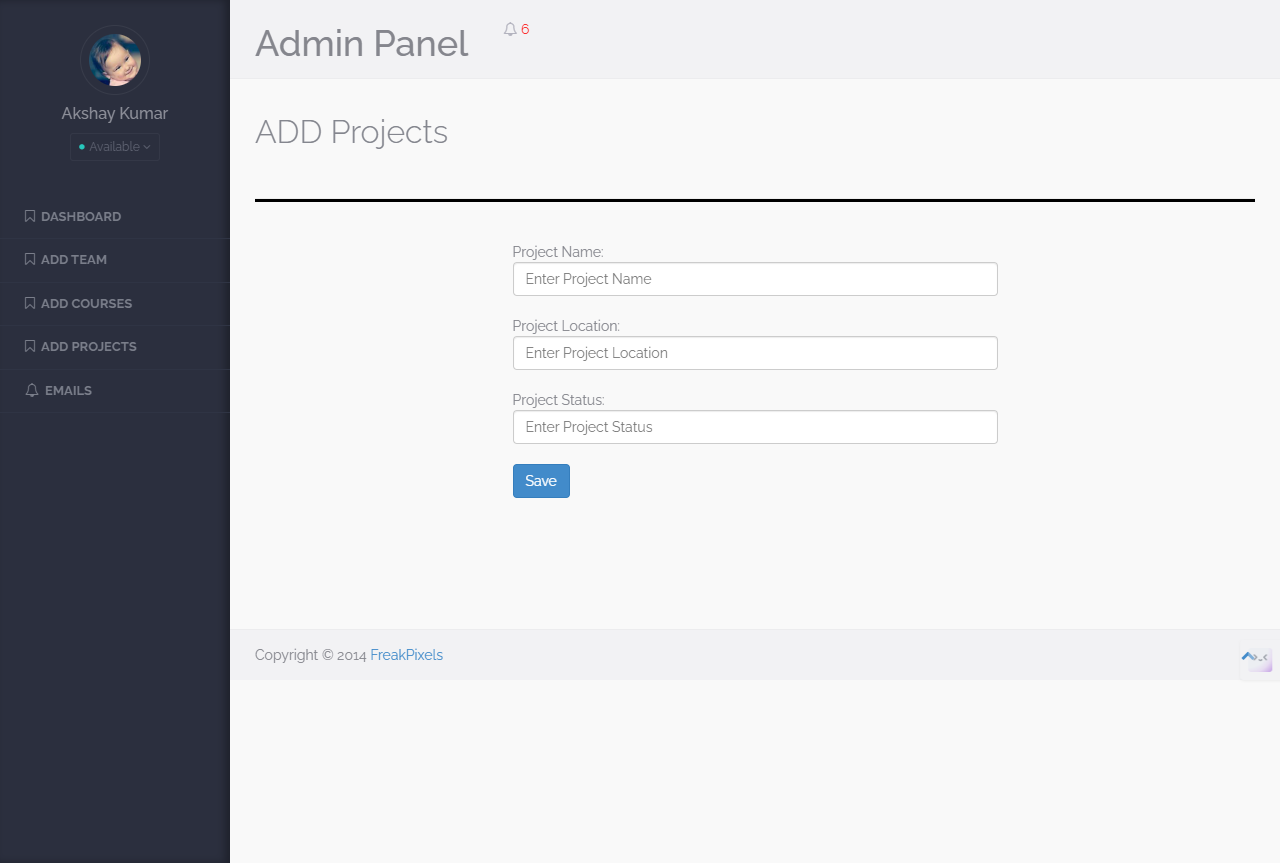 Akshay Kumar
Available
DASHBOARD
ADD TEAM
ADD COURSES
ADD PROJECTS
EMAILS
Admin Panel
6
ADD Projects
Project Name:
Enter Project Name
Project Location:
Enter Project Location
Project Status:
Enter Project Status
Save
Copyright © 2014 FreakPixels